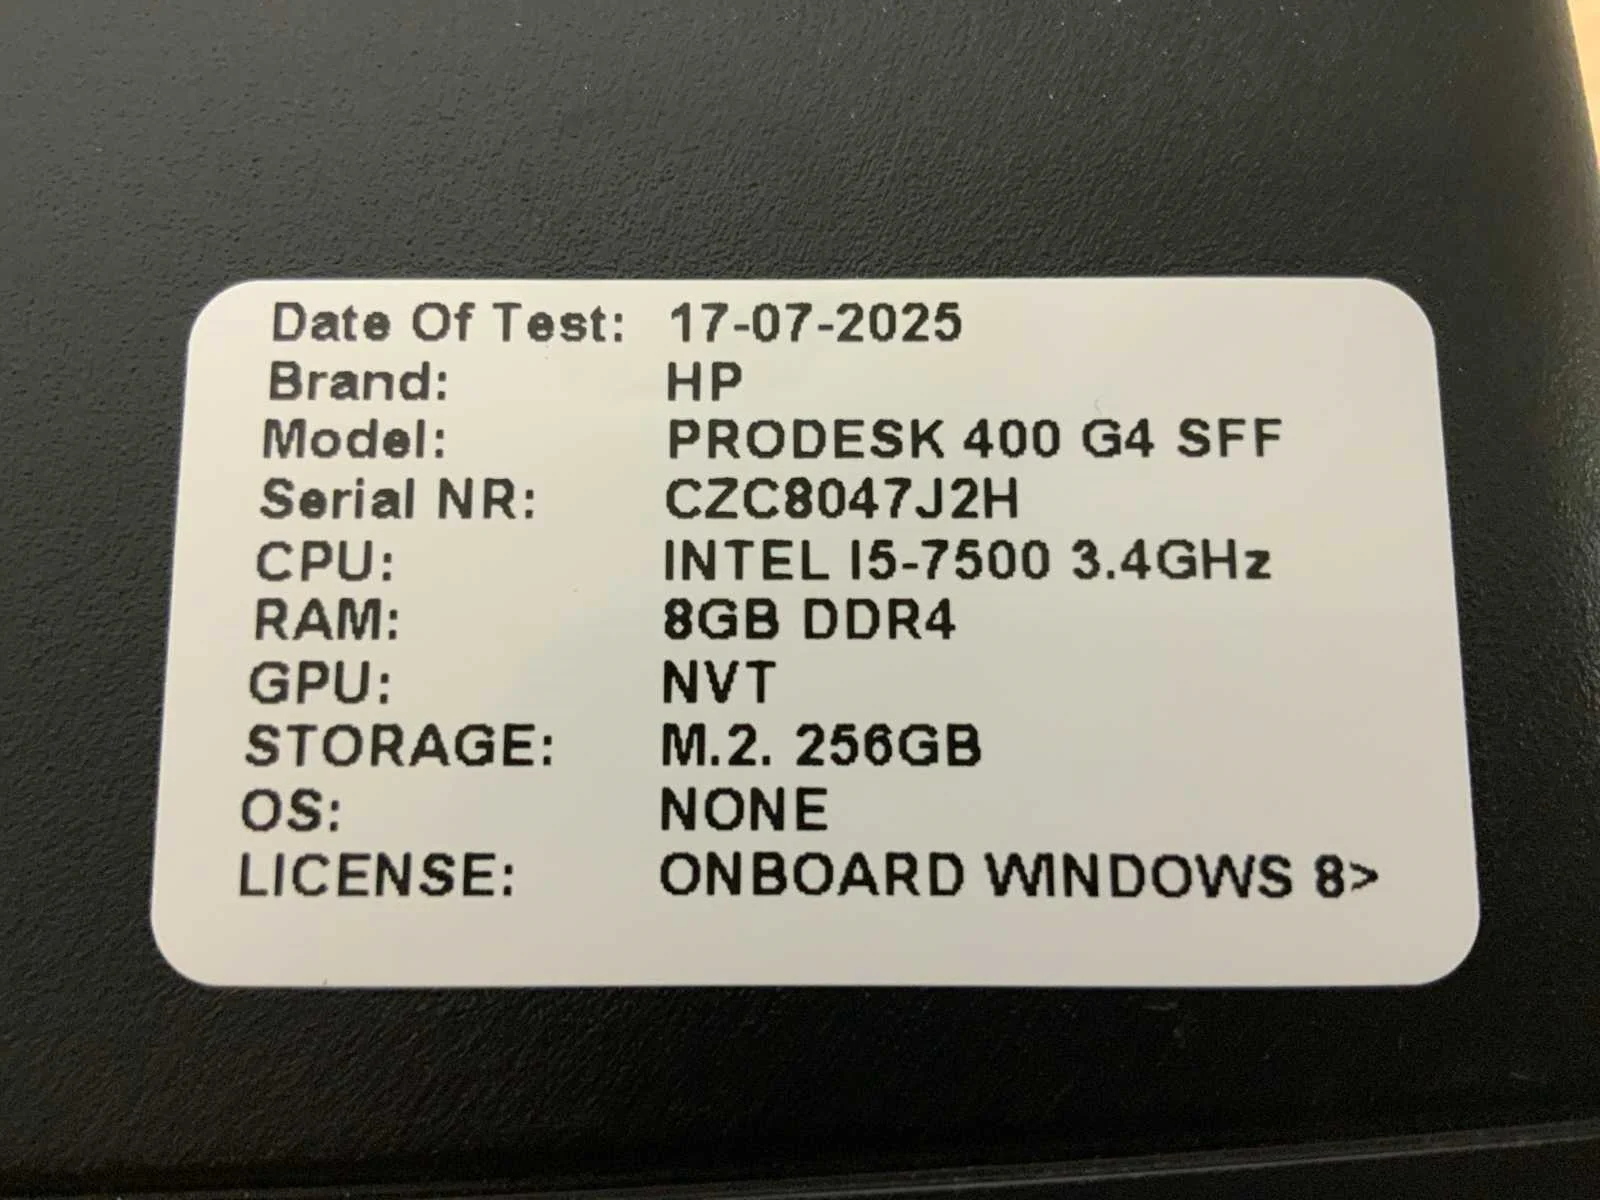 Date Of Test: 17-07-2025
Brand: HP
Model: PRODESK 400 G4 SFF
Serial NR: CZC8047J2H
CPU: INTEL I5-7500 3.4GHz
RAM: 8GB DDR4
GPU: NVT
STORAGE: M.2. 256GB
OS: NONE
LICENSE: ONBOARD WINDOWS 8>